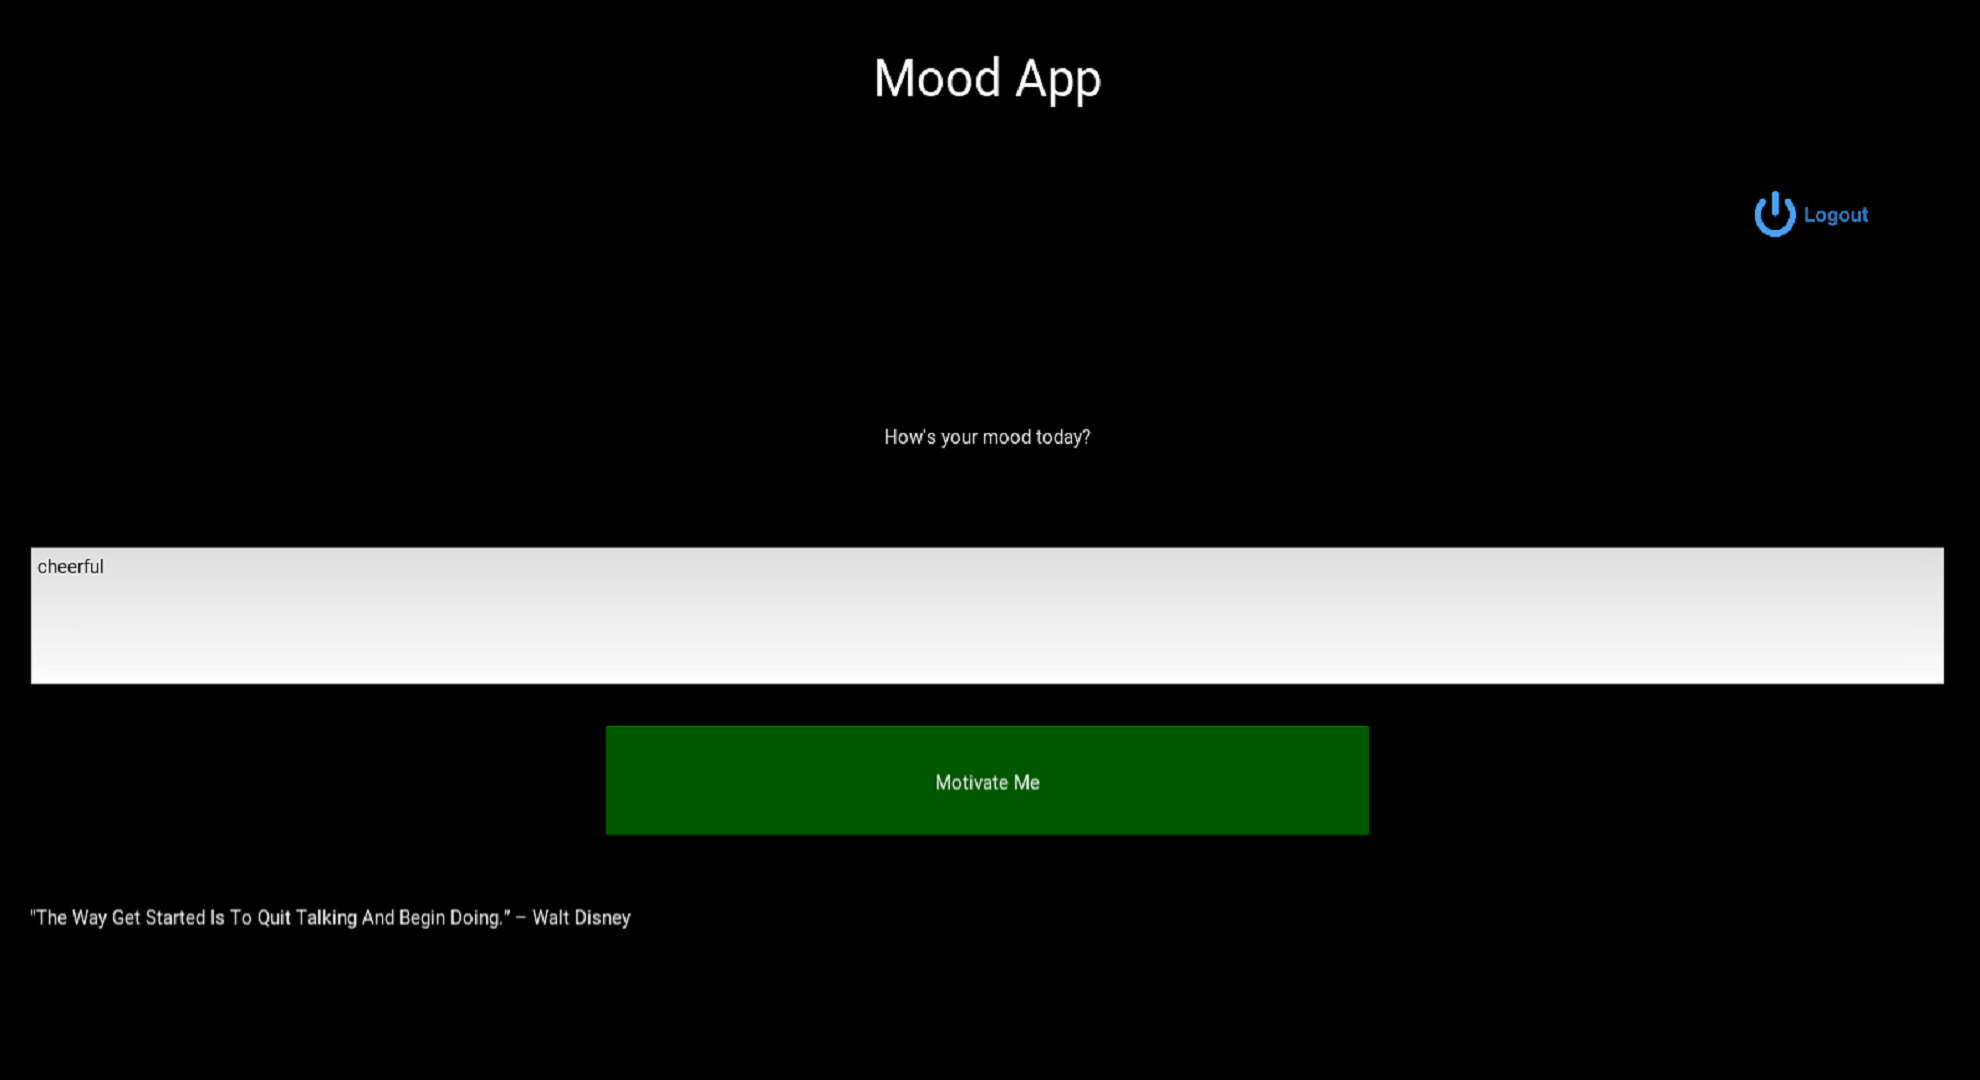 Mood App
Logout
How's your mood today?
cheerful
Motivate Me
"The Way Get Started Is To Quit Talking And Begin Doing.” – Walt Disney